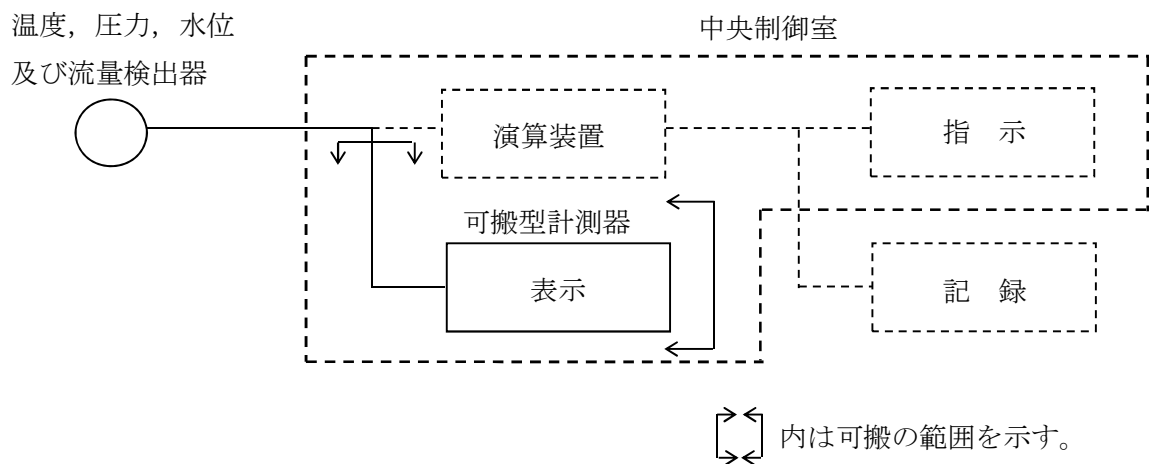 温度，圧力，水位
及び流量検出器
中央制御室
演算装置
指　示
可搬型計測器
表示
記　録
内は可搬の範囲を示す。